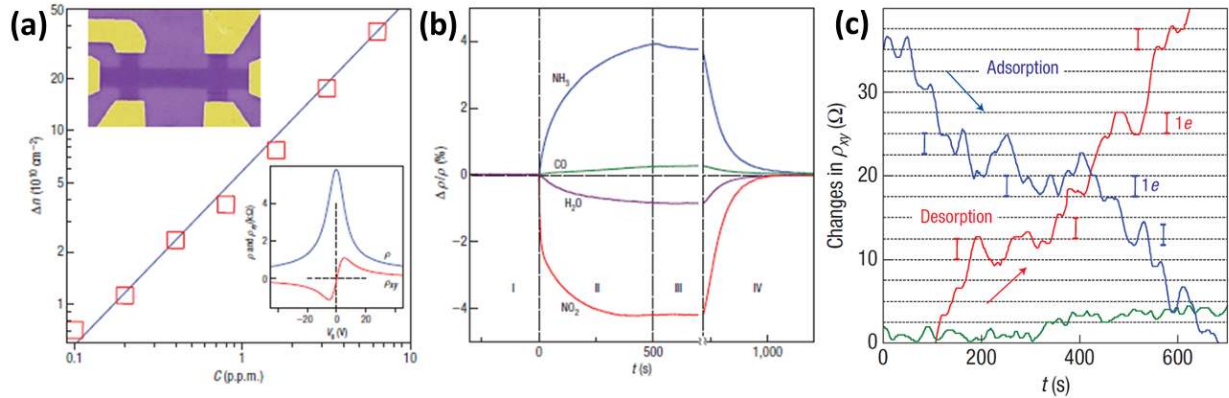 (a)
50
20
10
5
2
1
Δn (10¹⁰ cm⁻²)
0.1
1
10
C (p.p.m.)
ρ and ρxy (kΩ)
4
2
0
ρ
ρxy
−20
0
20
Vg (V)
(b)
4
2
0
−2
−4
Δρ/ρ (%)
NH₃
CO
H₂O
NO₂
I
II
III
IV
0
500
1,000
t (s)
(c)
Changes in ρxy (Ω)
30
20
10
0
Adsorption
Desorption
1e
1e
0
200
400
600
t (s)